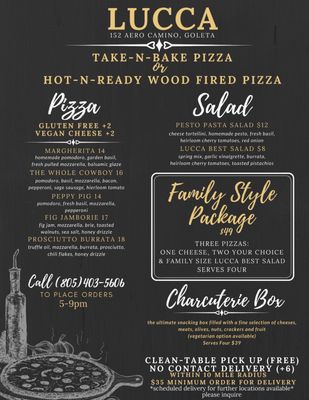 LUCCA
152 AERO CAMINO, GOLETA
TAKE-N-BAKE PIZZA
or
HOT-N-READY WOOD FIRED PIZZA
Pizza
GLUTEN FREE +2
VEGAN CHEESE +2
MARGHERITA 14
homemade pomodoro, garden basil,
fresh pulled mozzarella, balsamic glaze
THE WHOLE COWBOY 16
pomodoro, basil, mozzarella, bacon,
pepperoni, sage sausage, hierloom tomato
PEPPY PIG 14
pomodoro, fresh basil, mozzarella,
pepperoni
FIG JAMBORIE 17
fig jam, mozzarella, brie, toasted
walnuts, sea salt, honey drizzle
PROSCIUTTO BURRATA 18
truffle oil, mozzarella, burrata, prosciutto,
chili flakes, honey drizzle
Call (805)403-5606
TO PLACE ORDERS
5-9pm
Salad
PESTO PASTA SALAD $12
cheese tortellini, homemade pesto, fresh basil,
heirloom cherry tomatoes, red onion
LUCCA BEST SALAD $8
spring mix, garlic vinaigrette, burrata,
heirloom cherry tomatoes, toasted pistachios
Family Style
Package
$49
THREE PIZZAS:
ONE CHEESE, TWO YOUR CHOICE
& FAMILY SIZE LUCCA BEST SALAD
SERVES FOUR
Charcuterie Box
the ultimate snacking box filled with a fine selection of cheeses,
meats, olives, nuts, crackers and fruit
(vegetarian option available)
Serves Four $39
CLEAN-TABLE PICK UP (FREE)
NO CONTACT DELIVERY (+6)
WITHIN 10 MILE RADIUS
$35 MINIMUM ORDER FOR DELIVERY
*scheduled delivery for further locations available*
please inquire